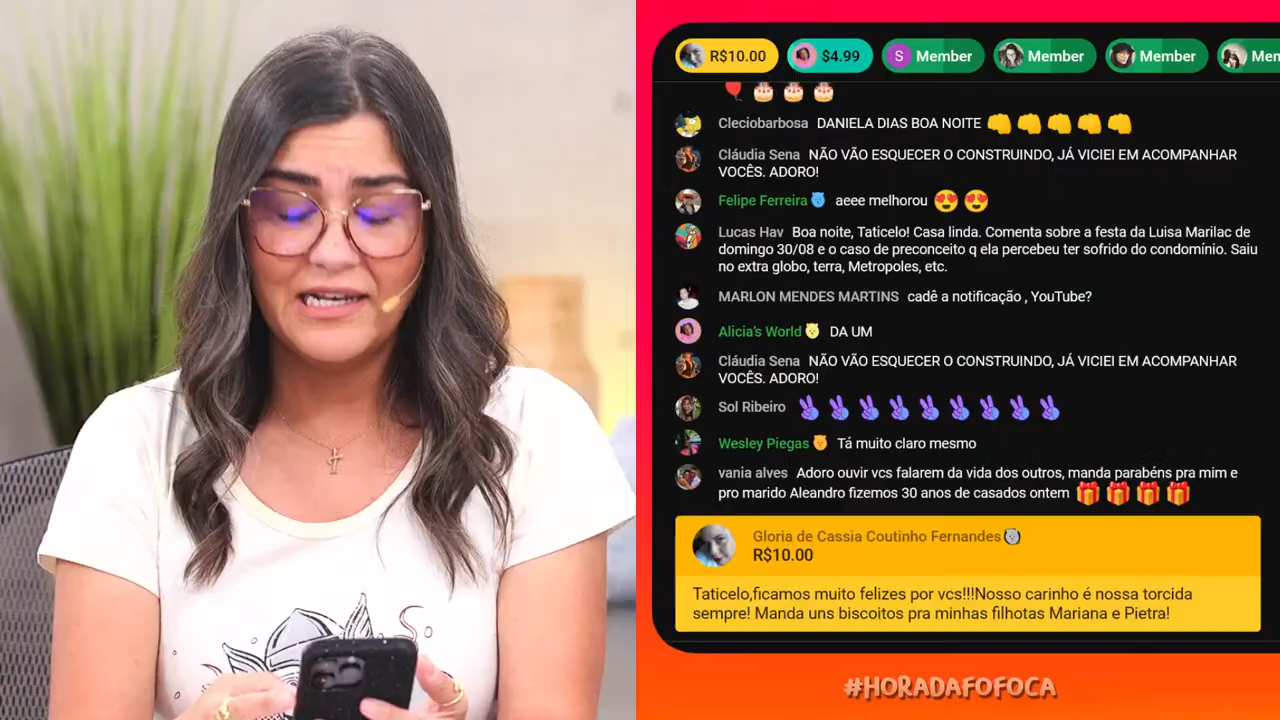 R$10.00
$4.99
S Member
Member
Member
Mem
Cleciobarbosa DANIELA DIAS BOA NOITE
Cláudia Sena NÃO VÃO ESQUECER O CONSTRUINDO, JÁ VICIEI EM ACOMPANHAR
VOCÊS. ADORO!
Felipe Ferreira aeee melhorou
Lucas Hav Boa noite, Taticelo! Casa linda. Comenta sobre a festa da Luisa Marilac de
domingo 30/08 e o caso de preconceito q ela percebeu ter sofrido do condomínio. Saiu
no extra globo, terra, Metropoles, etc.
MARLON MENDES MARTINS cadê a notificação , YouTube?
Alicia's World DA UM
Cláudia Sena NÃO VÃO ESQUECER O CONSTRUINDO, JÁ VICIEI EM ACOMPANHAR
VOCÊS. ADORO!
Sol Ribeiro
Wesley Piegas Tá muito claro mesmo
vania alves Adoro ouvir vcs falarem da vida dos outros, manda parabéns pra mim e
pro marido Aleandro fizemos 30 anos de casados ontem
Gloria de Cassia Coutinho Fernandes
R$10.00
Taticelo,ficamos muito felizes por vcs!!!Nosso carinho é nossa torcida
sempre! Manda uns biscoitos pra minhas filhotas Mariana e Pietra!
#HORADAFOFOCA